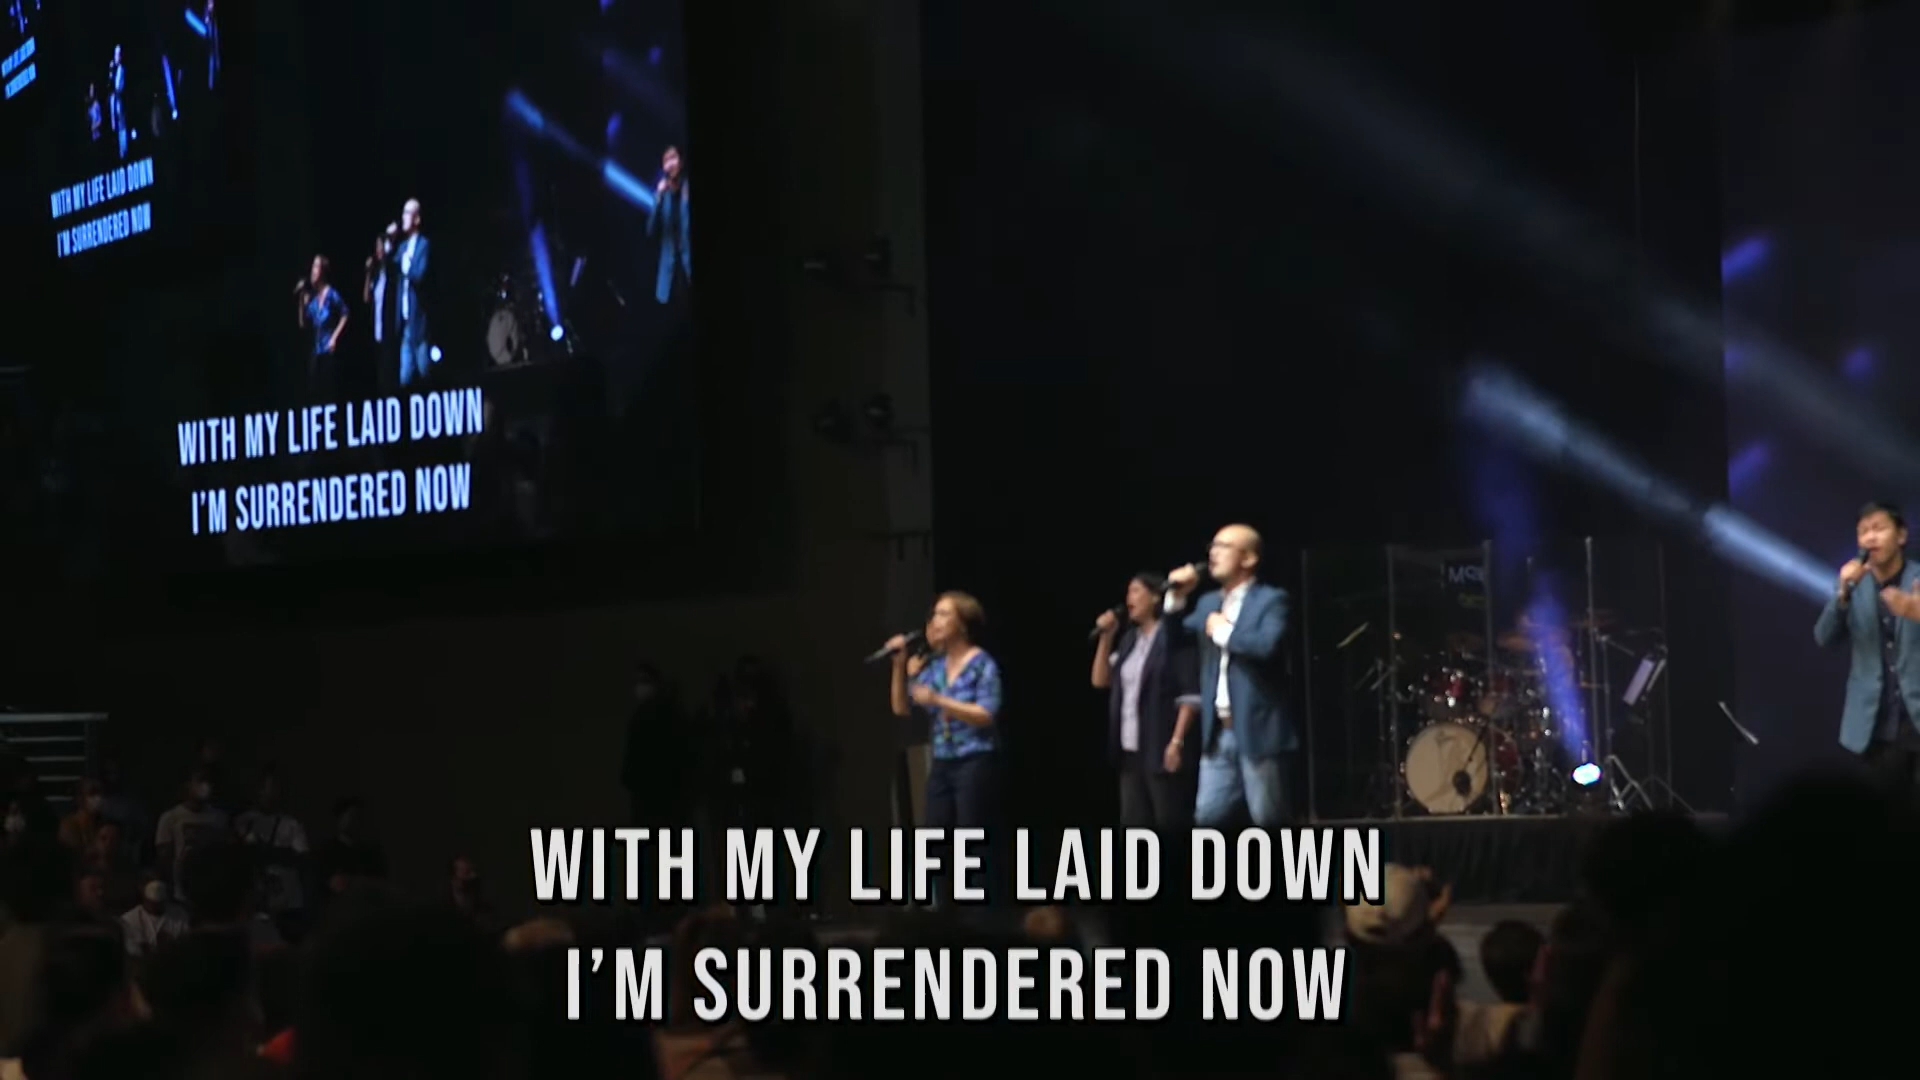 WITH MY LIFE LAID DOWN
I'M SURRENDERED NOW
WITH MY LIFE LAID DOWN
I'M SURRENDERED NOW
WITH MY LIFE LAID DOWN
I’M SURRENDERED NOW